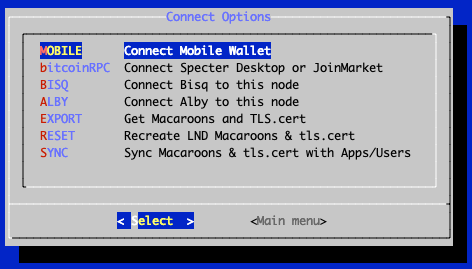 Connect Options
MOBILE Connect Mobile Wallet
bitcoinRPC Connect Specter Desktop or JoinMarket
BISQ Connect Bisq to this node
ALBY Connect Alby to this node
EXPORT Get Macaroons and TLS.cert
RESET Recreate LND Macaroons & tls.cert
SYNC Sync Macaroons & tls.cert with Apps/Users
< Select > <Main menu>